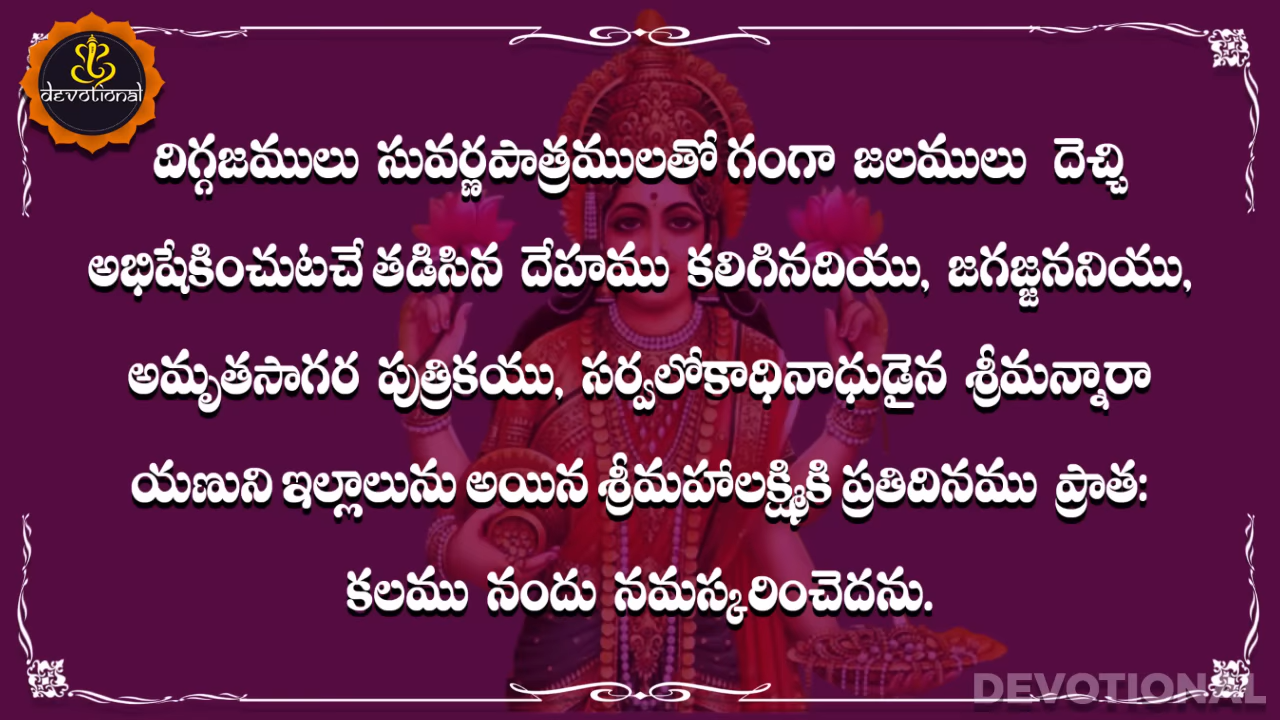 devotional
దిగ్గజములు సువర్ణపాత్రములతో గంగా జలములు దెచ్చి
అభిషేకించుటచే తడిసిన దేహము కలిగినదియు, జగజ్జననియు,
అమృతసాగర పుత్రికయు, సర్వలోకాధినాధుడైన శ్రీమన్నారా
యణుని ఇల్లాలును అయిన శ్రీమహాలక్ష్మికి ప్రతిదినము ప్రాత:
కలము నందు నమస్కరించెదను.
DEVOTIONAL